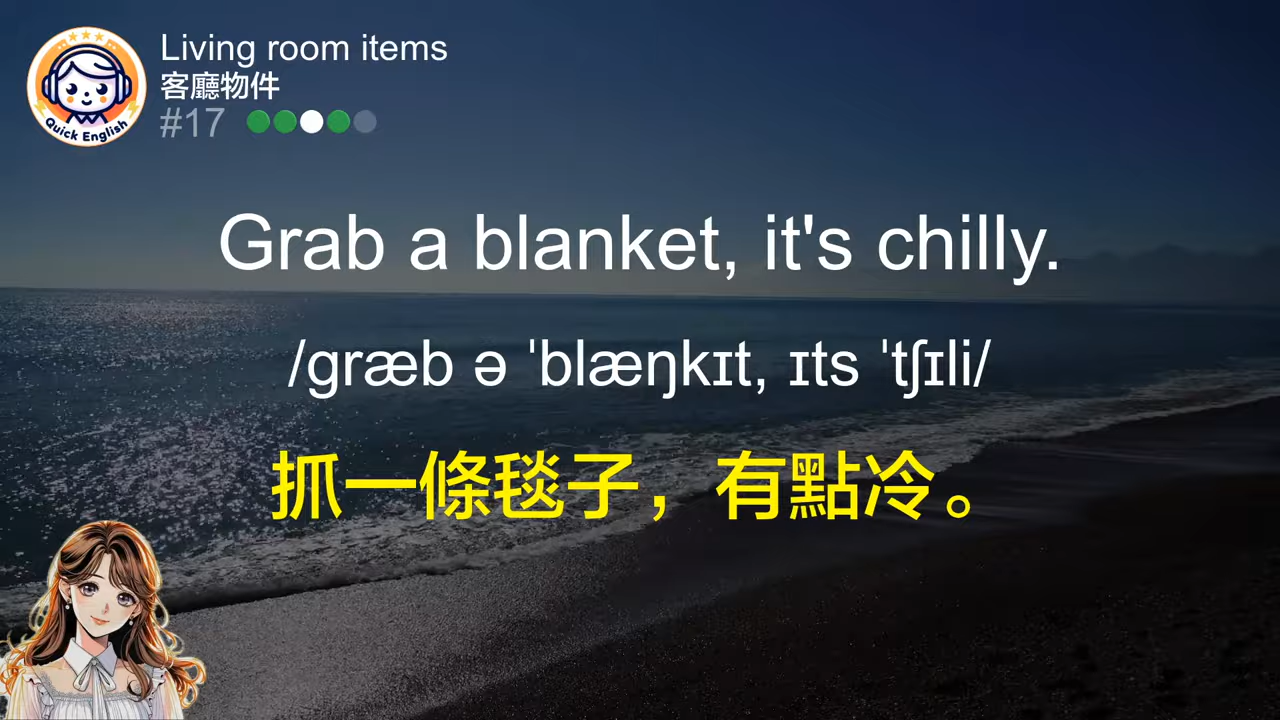 Living room items
客廳物件
#17
Quick English
Grab a blanket, it's chilly.
/ɡræb ə ˈblæŋkɪt, ɪts ˈtʃɪli/
抓一條毯子，有點冷。